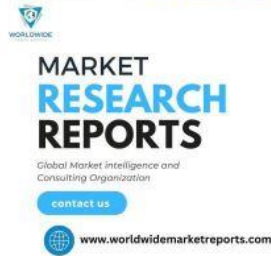 WORLDWIDE
MARKET
RESEARCH
REPORTS
Global Market intelligence and
Consulting Organization
contact us
www.worldwidemarketreports.com